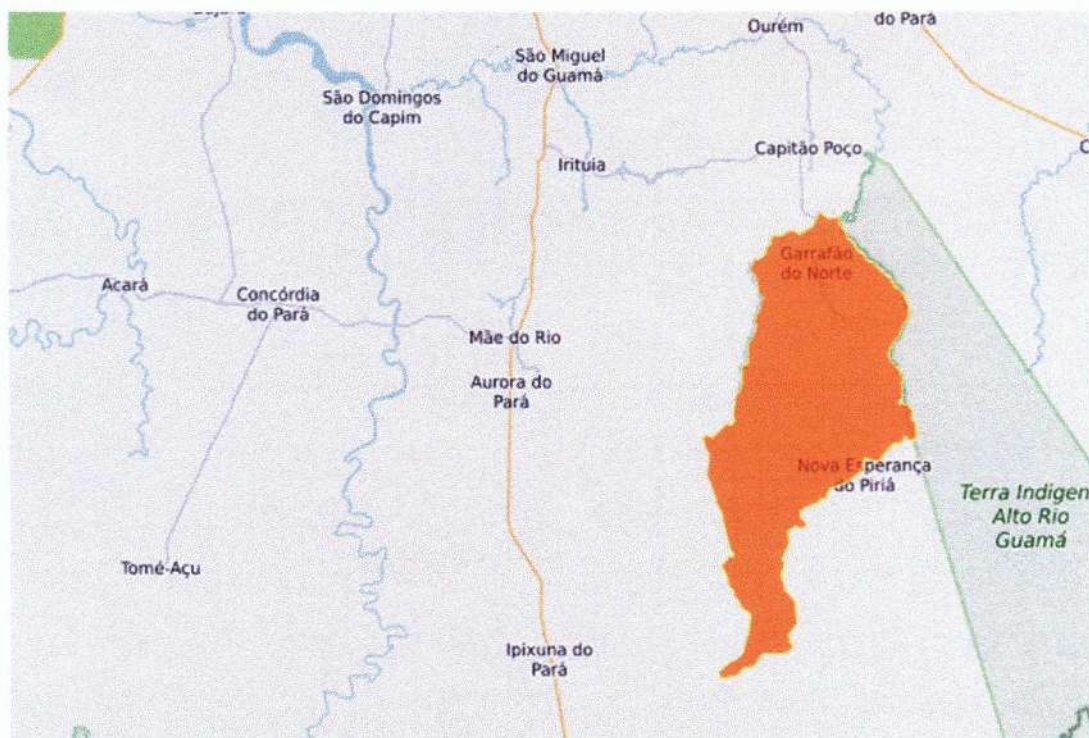 Ourém
do Pará
São Miguel
do Guamá
São Domingos
do Capim
Irituia
Capitão Poço
Garrafão
do Norte
Acará
Concórdia
do Pará
Mãe do Rio
Aurora do
Pará
Nova Esperança
do Piriá
Terra Indígen
Alto Rio
Guamá
Tomé-Açu
Ipixuna do
Pará